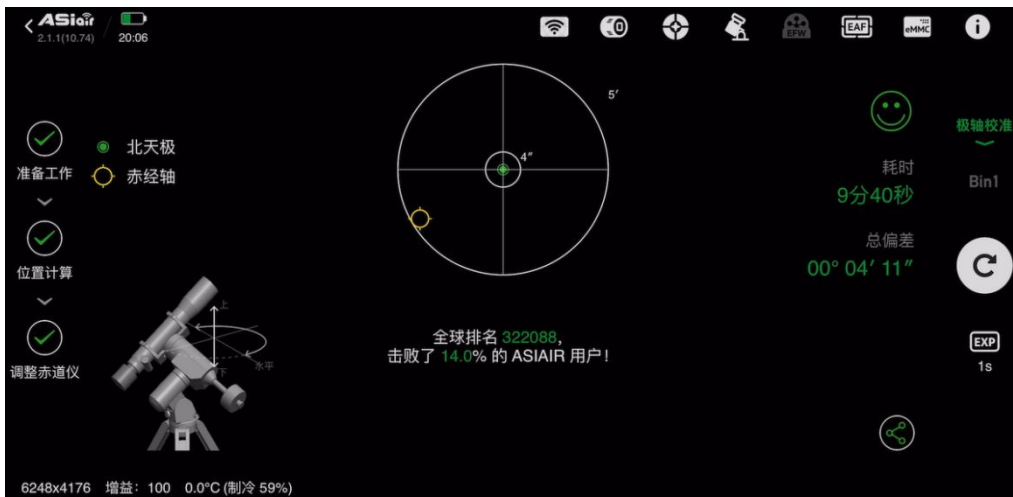 ASiair
2.1.1(10.74)
20:06
EFW
EAF
eMMC
5′
4″
北天极
赤经轴
准备工作
位置计算
调整赤道仪
上
下
水平
全球排名 322088,
击败了 14.0% 的 ASIAIR 用户!
极轴校准
耗时
9分40秒
Bin1
总偏差
00° 04′ 11″
EXP
1s
6248x4176 增益: 100 0.0°C (制冷 59%)